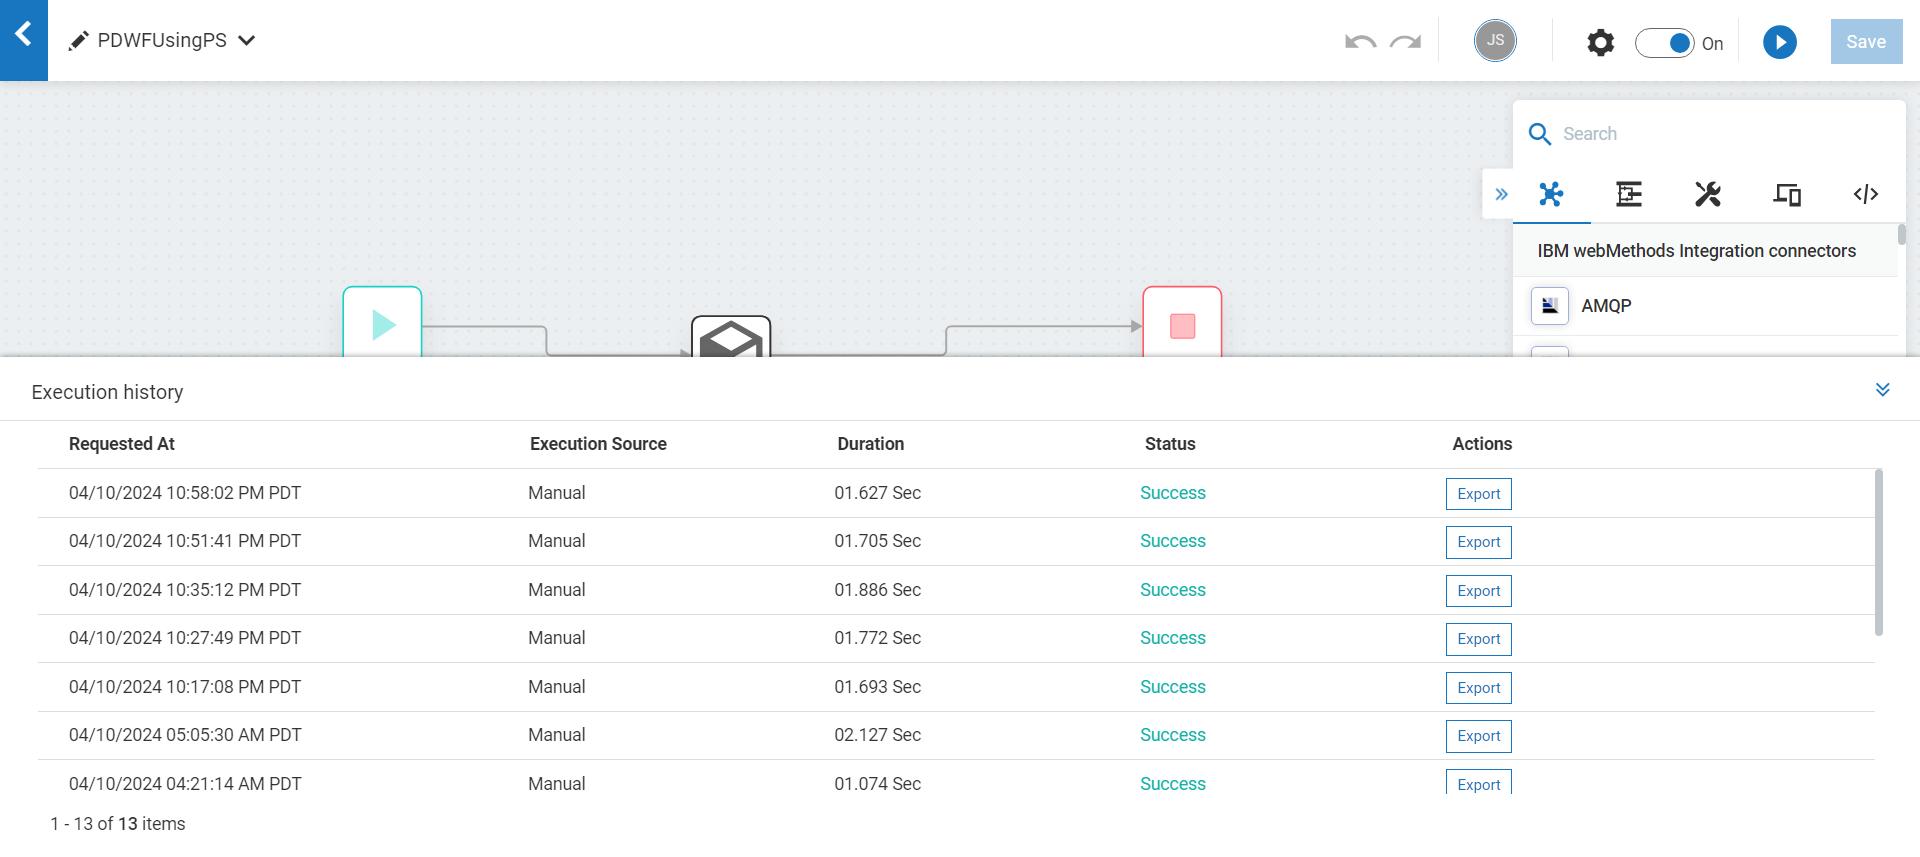 PDWFUsingPS
JS
On
Save
Search
IBM webMethods Integration connectors
AMQP
Execution history
Requested At Execution Source Duration Status Actions
04/10/2024 10:58:02 PM PDT Manual 01.627 Sec Success Export
04/10/2024 10:51:41 PM PDT Manual 01.705 Sec Success Export
04/10/2024 10:35:12 PM PDT Manual 01.886 Sec Success Export
04/10/2024 10:27:49 PM PDT Manual 01.772 Sec Success Export
04/10/2024 10:17:08 PM PDT Manual 01.693 Sec Success Export
04/10/2024 05:05:30 AM PDT Manual 02.127 Sec Success Export
04/10/2024 04:21:14 AM PDT Manual 01.074 Sec Success Export
1 - 13 of 13 items